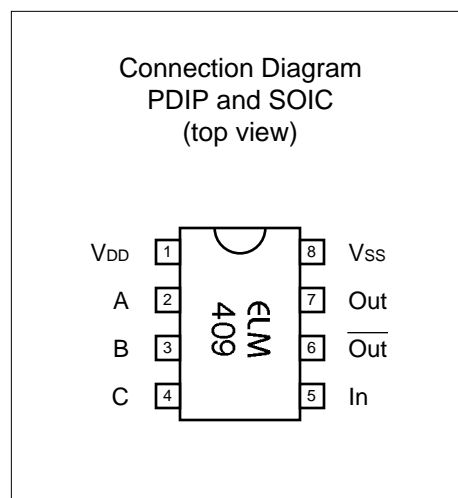 Connection Diagram
PDIP and SOIC
(top view)
VDD 1 8 VSS
A 2 7 Out
B 3 6 O̅u̅t̅
C 4 5 In
ELM
409